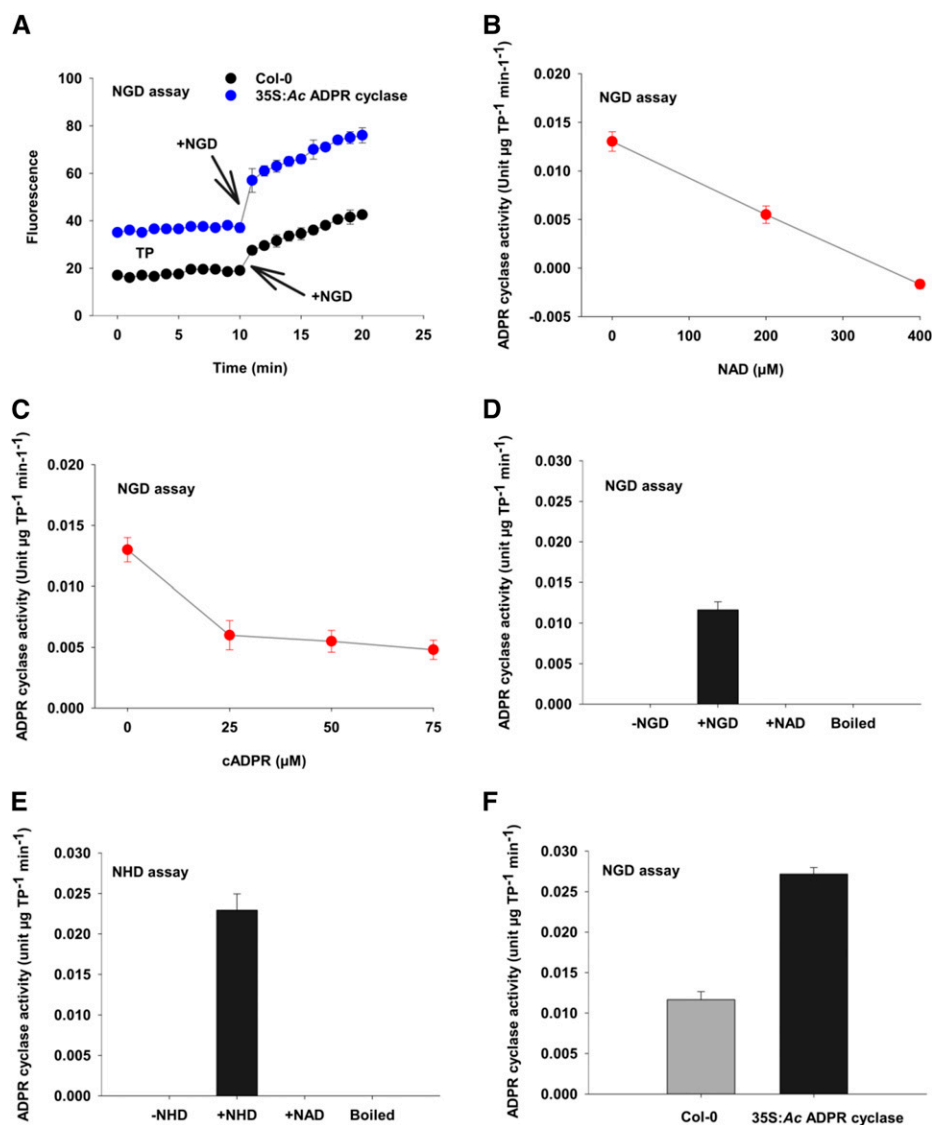 A
NGD assay
Col-0
35S:Ac ADPR cyclase
+NGD
TP
+NGD
Fluorescence
100
80
60
40
20
0
0 5 10 15 20 25
Time (min)
B
NGD assay
ADPR cyclase activity (Unit µg TP-1 min-1-1)
0.020
0.015
0.010
0.005
0.000
-0.005
0 100 200 300 400
NAD (µM)
C
NGD assay
ADPR cyclase activity (Unit µg TP-1 min-1-1)
0.020
0.015
0.010
0.005
0.000
0 25 50 75
cADPR (µM)
D
NGD assay
ADPR cyclase activity (unit µg TP-1 min-1)
0.030
0.025
0.020
0.015
0.010
0.005
0.000
-NGD +NGD +NAD Boiled
E
NHD assay
ADPR cyclase activity (unit µg TP-1 min-1)
0.030
0.025
0.020
0.015
0.010
0.005
0.000
-NHD +NHD +NAD Boiled
F
NGD assay
ADPR cyclase activity (unit µg TP-1 min-1)
0.030
0.025
0.020
0.015
0.010
0.005
0.000
Col-0 35S:Ac ADPR cyclase